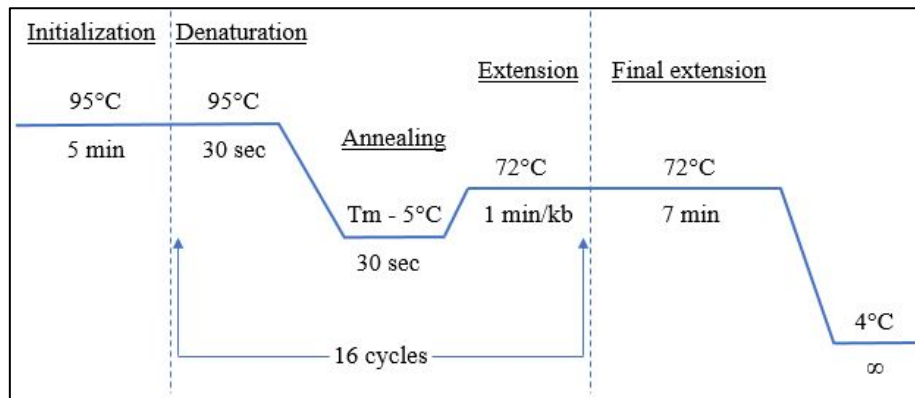 Initialization
Denaturation
Extension
Final extension
95°C
95°C
5 min
30 sec
Annealing
72°C
72°C
Tm - 5°C
1 min/kb
7 min
30 sec
16 cycles
4°C
∞